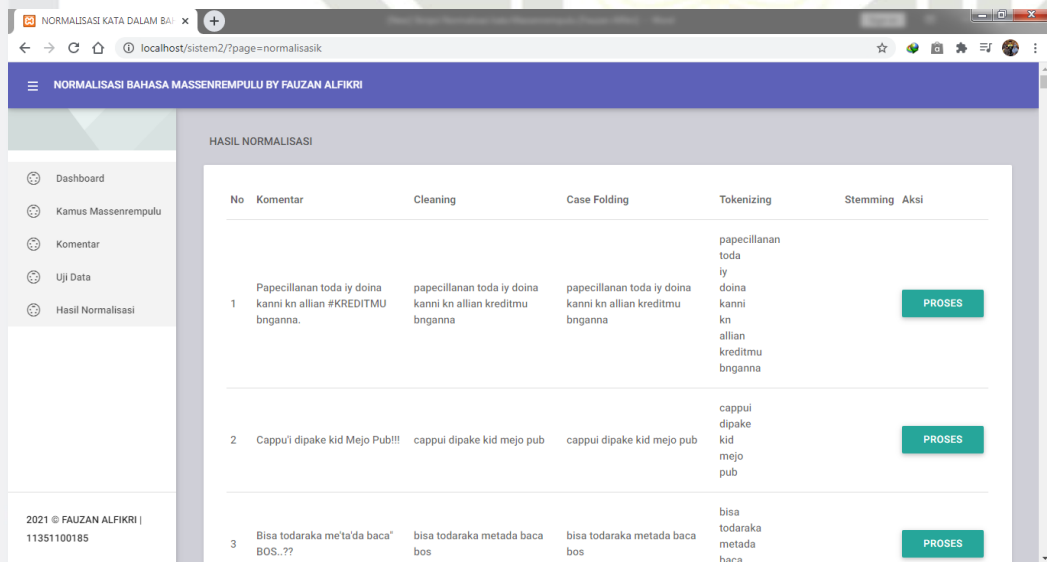 NORMALISASI KATA DALAM BAH
localhost/sistem2/?page=normalisasik
NORMALISASI BAHASA MASSENREMPULU BY FAUZAN ALFIKRI
Dashboard
Kamus Massenrempulu
Komentar
Uji Data
Hasil Normalisasi
2021 © FAUZAN ALFIKRI |
11351100185
HASIL NORMALISASI
No Komentar Cleaning Case Folding Tokenizing Stemming Aksi
1
Papecillanan toda iy doina
kanni kn allian #KREDITMU
bnganna.
papecillanan toda iy doina
kanni kn allian kreditmu
bnganna
papecillanan toda iy doina
kanni kn allian kreditmu
bnganna
papecillanan
toda
iy
doina
kanni
kn
allian
kreditmu
bnganna
PROSES
2
Cappu'i dipake kid Mejo Pub!!!
cappui dipake kid mejo pub
cappui dipake kid mejo pub
cappui
dipake
kid
mejo
pub
PROSES
3
Bisa todaraka me'ta'da baca"
BOS..??
bisa todaraka metada baca
bos
bisa todaraka metada baca
bos
bisa
todaraka
metada
baca
PROSES